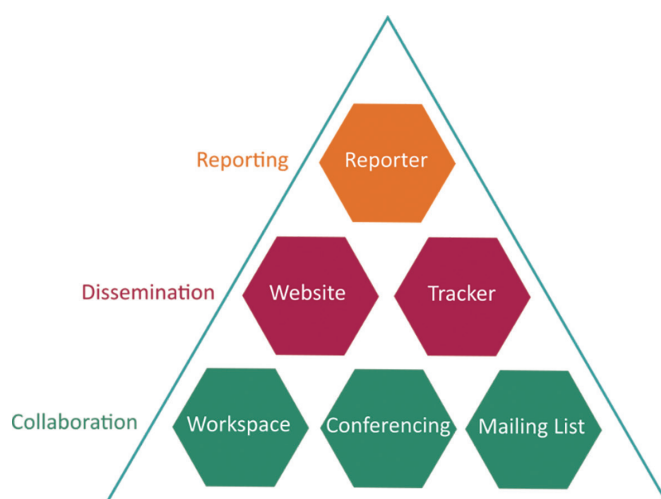 Reporting
Reporter
Dissemination
Website
Tracker
Collaboration
Workspace
Conferencing
Mailing List